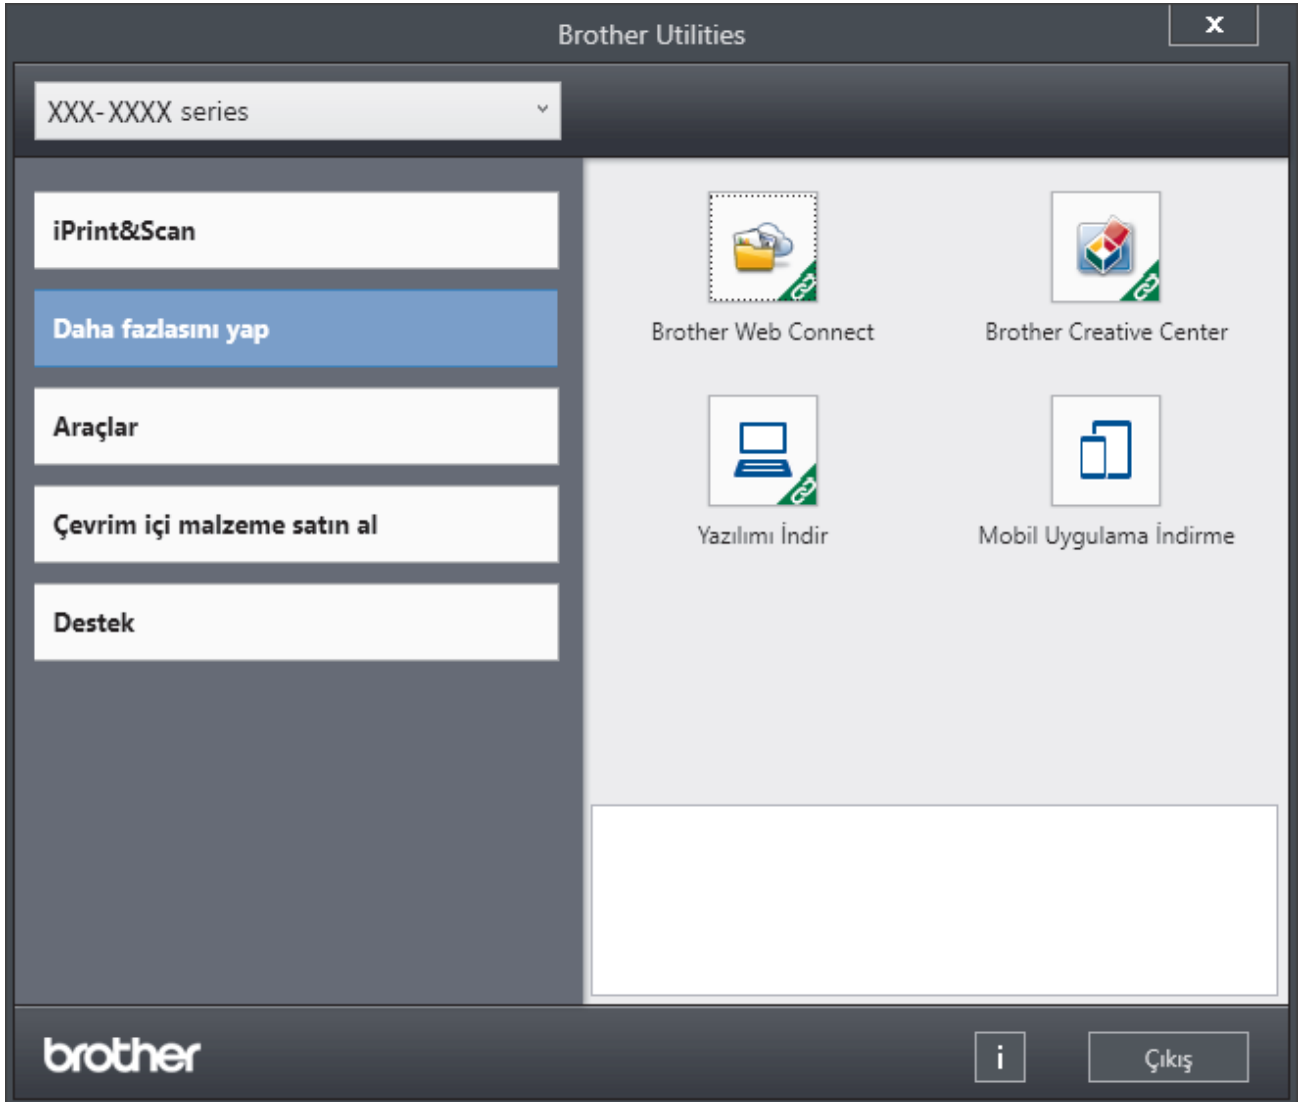 Brother Utilities
X
XXX-XXXX series
iPrint&Scan
Daha fazlasını yap
Araçlar
Çevrim içi malzeme satın al
Destek
Brother Web Connect
Brother Creative Center
Yazılımı İndir
Mobil Uygulama İndirme
brother
i
Çıkış